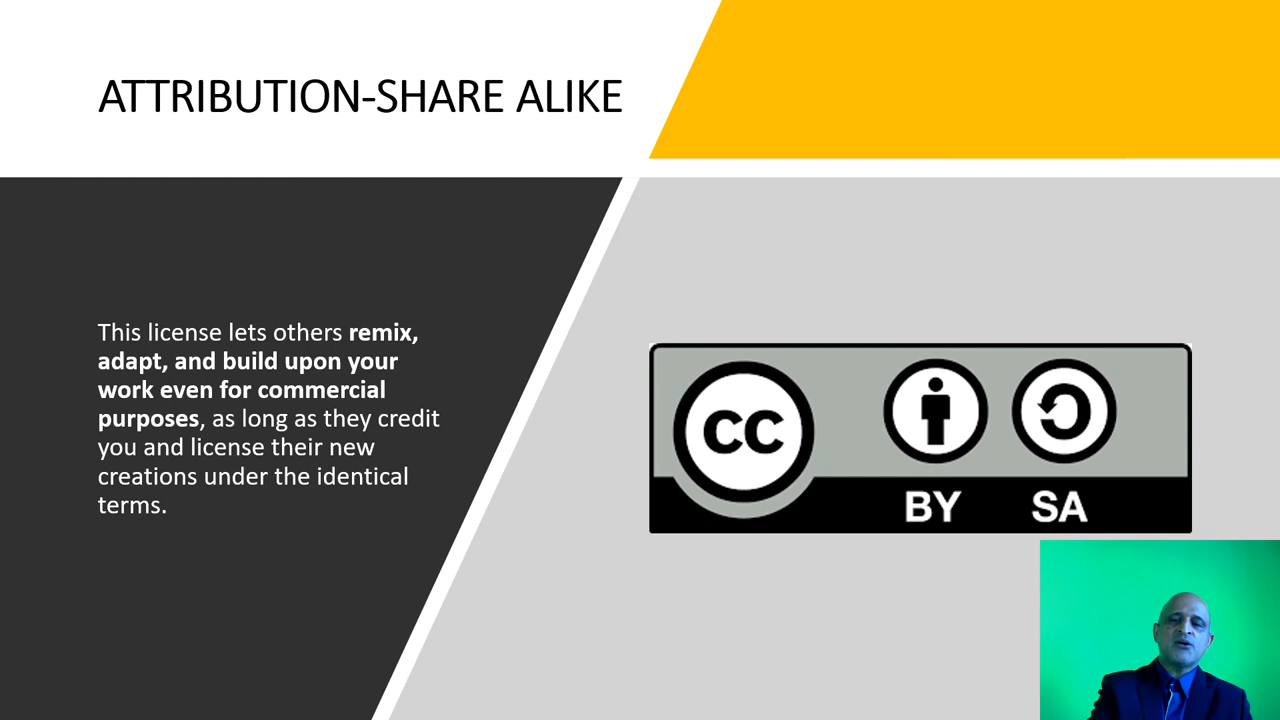 ATTRIBUTION-SHARE ALIKE
This license lets others remix,
adapt, and build upon your
work even for commercial
purposes, as long as they credit
you and license their new
creations under the identical
terms.
CC
BY SA